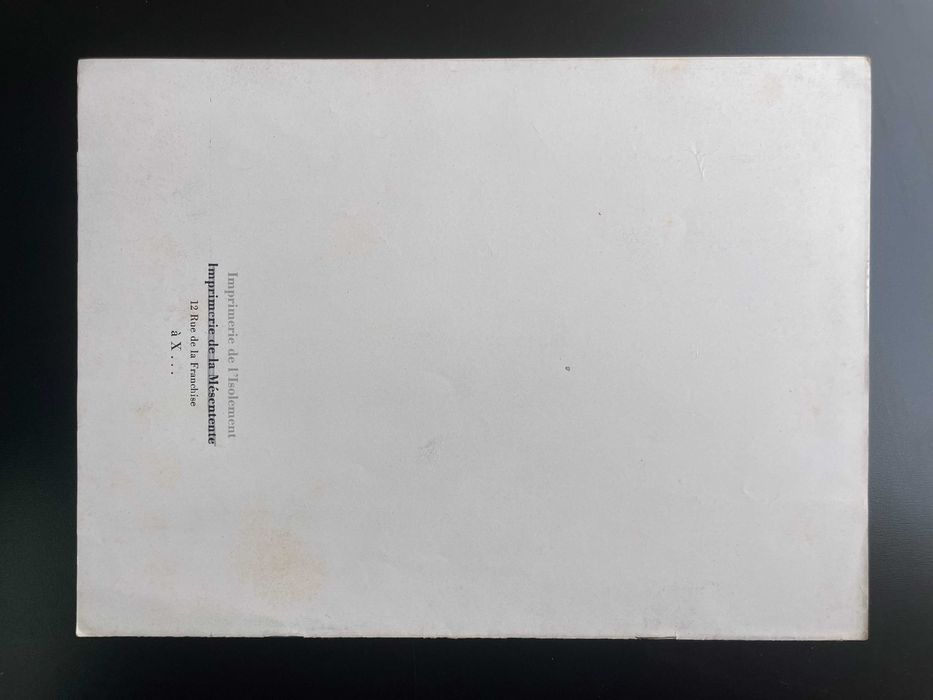 Imprimerie de l'Isolement
Imprimerie de la Mésentente
12 Rue de la Franchise
à X . . .